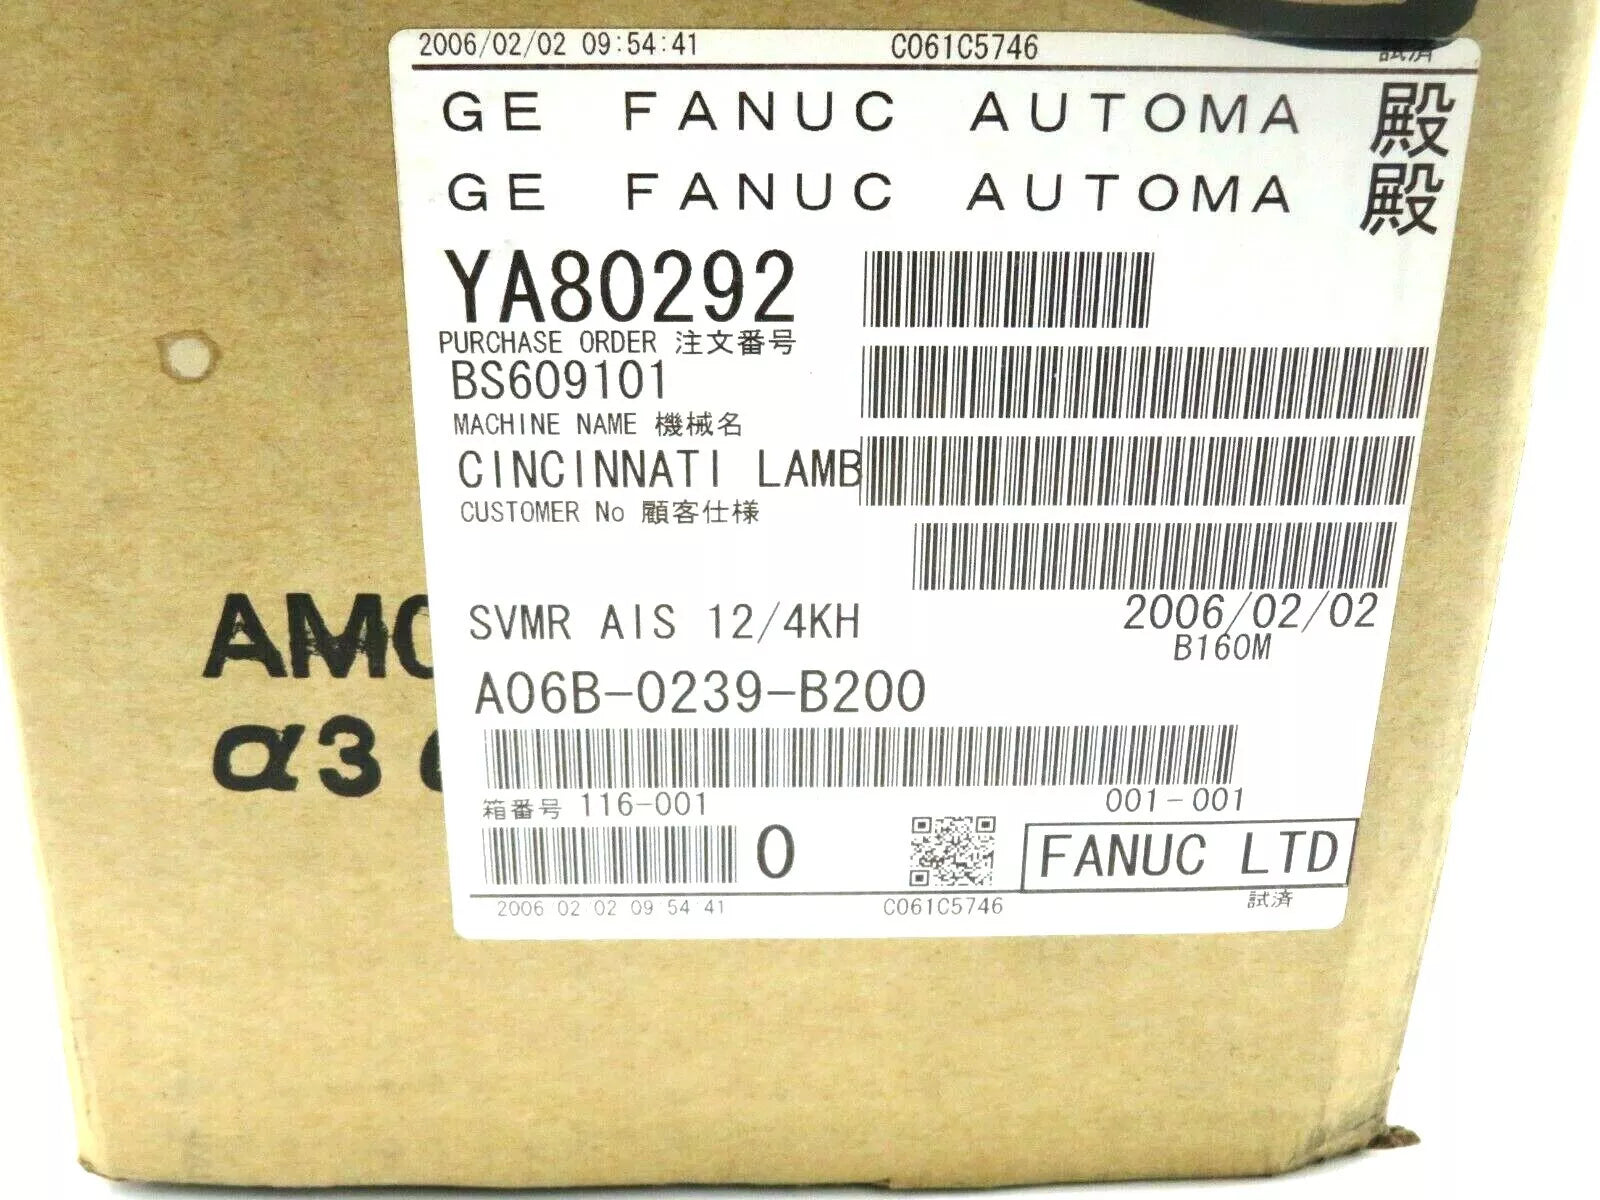 2006/02/02 09:54:41 C061C5746 試済
GE FANUC AUTOMA 殿
GE FANUC AUTOMA 殿
YA80292
PURCHASE ORDER 注文番号
BS609101
MACHINE NAME 機械名
CINCINNATI LAMB
CUSTOMER No 顧客仕様
SVMR AIS 12/4KH 2006/02/02
B160M
A06B-0239-B200
箱番号 116-001 001-001
0 FANUC LTD
2006 02 02 09 54 41 C061C5746 試済
AMO
α3